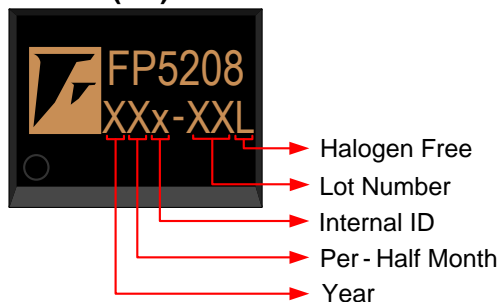 FP5208
XXx-XXL
Halogen Free
Lot Number
Internal ID
Per-Half Month
Year